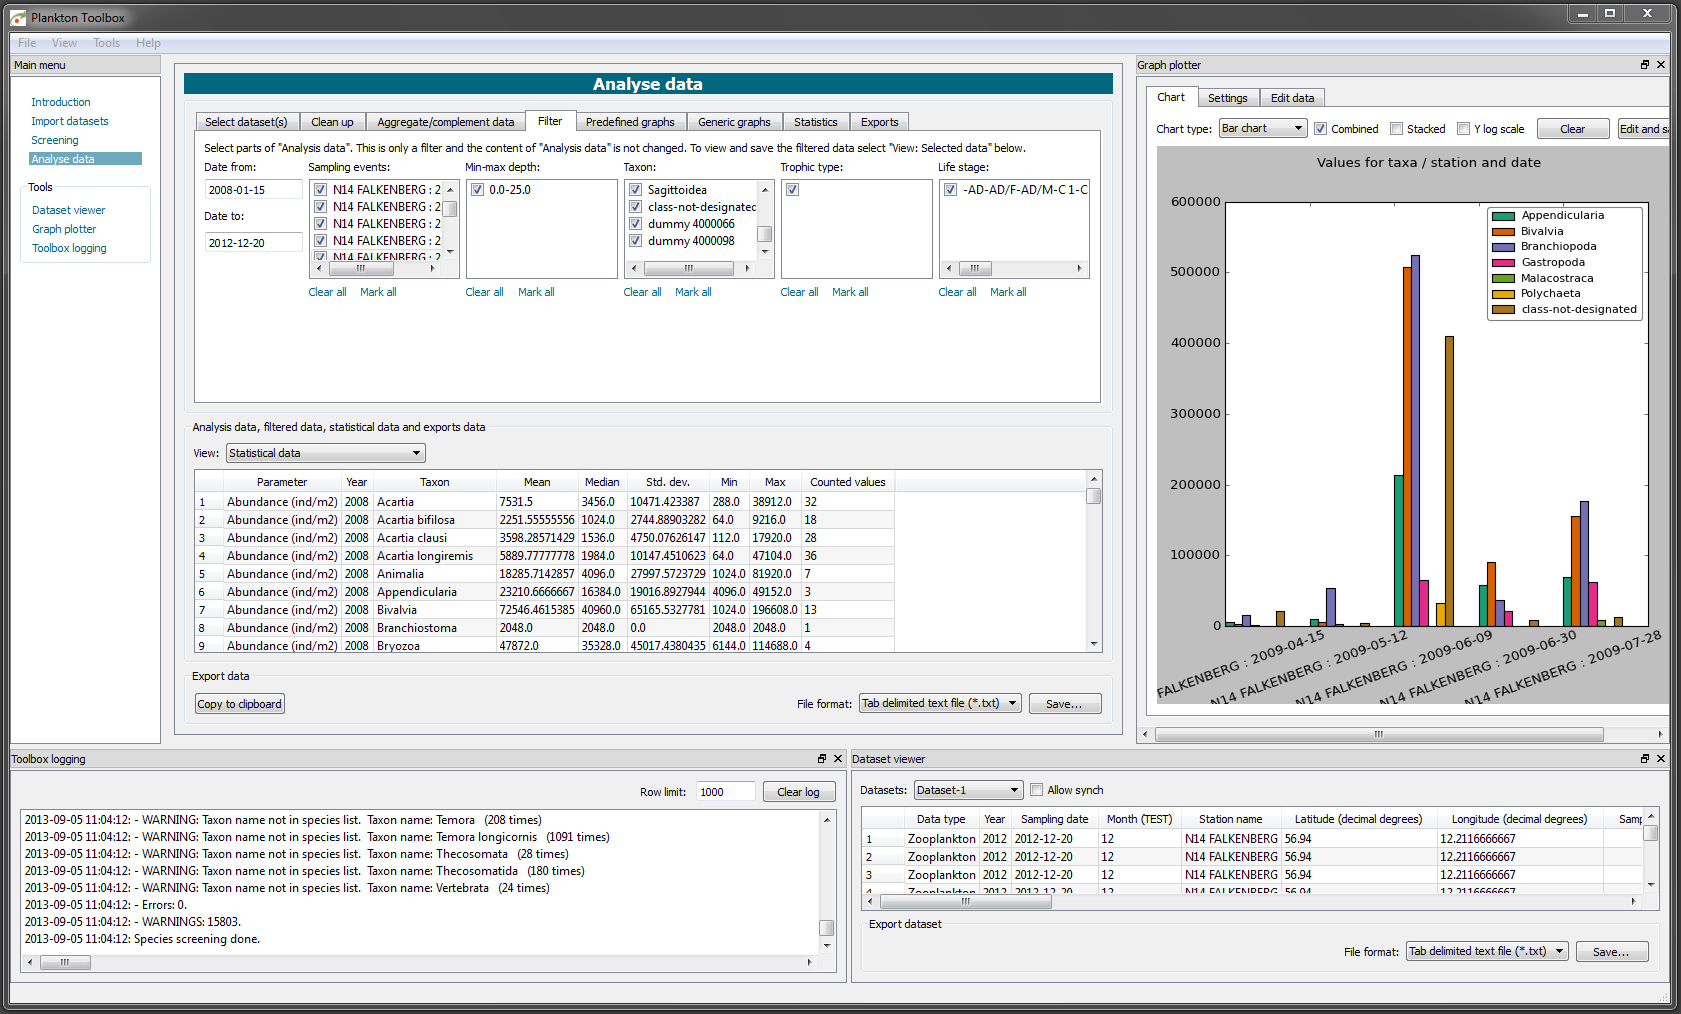 Plankton Toolbox
File View Tools Help
Main menu
Introduction
Import datasets
Screening
Analyse data
Tools
Dataset viewer
Graph plotter
Toolbox logging
Analyse data
Select dataset(s) Clean up Aggregate/complement data Filter Predefined graphs Generic graphs Statistics Exports
Select parts of "Analysis data". This is only a filter and the content of "Analysis data" is not changed. To view and save the filtered data select "View: Selected data" below.
Date from: Sampling events: Min-max depth: Taxon: Trophic type: Life stage:
2008-01-15
Date to:
2012-12-20
N14 FALKENBERG : 2
N14 FALKENBERG : 2
N14 FALKENBERG : 2
N14 FALKENBERG : 2
N14 FALKENBERG : 2
0.0-25.0
Sagittoidea
class-not-designated
dummy 4000066
dummy 4000098
-AD-AD/F-AD/M-C 1-C
Clear all Mark all Clear all Mark all Clear all Mark all Clear all Mark all Clear all Mark all
Analysis data, filtered data, statistical data and exports data
View: Statistical data
Parameter Year Taxon Mean Median Std. dev. Min Max Counted values
1 Abundance (ind/m2) 2008 Acartia 7531.5 3456.0 10471.423387 288.0 38912.0 32
2 Abundance (ind/m2) 2008 Acartia bifilosa 2251.55555556 1024.0 2744.88903282 64.0 9216.0 18
3 Abundance (ind/m2) 2008 Acartia clausi 3598.28571429 1536.0 4750.07626147 112.0 17920.0 28
4 Abundance (ind/m2) 2008 Acartia longiremis 5889.77777778 1984.0 10147.4510623 64.0 47104.0 36
5 Abundance (ind/m2) 2008 Animalia 18285.7142857 4096.0 27997.5723729 1024.0 81920.0 7
6 Abundance (ind/m2) 2008 Appendicularia 23210.6666667 16384.0 19016.8927944 4096.0 49152.0 3
7 Abundance (ind/m2) 2008 Bivalvia 72546.4615385 40960.0 65165.5327781 1024.0 196608.0 13
8 Abundance (ind/m2) 2008 Branchiostoma 2048.0 2048.0 0.0 2048.0 2048.0 1
9 Abundance (ind/m2) 2008 Bryozoa 47872.0 35328.0 45017.4380435 6144.0 114688.0 4
Export data
Copy to clipboard File format: Tab delimited text file (*.txt) Save...
Graph plotter
Chart Settings Edit data
Chart type: Bar chart Combined Stacked Y log scale Clear Edit and sa
Values for taxa / station and date
600000
500000
400000
300000
200000
100000
0
Appendicularia
Bivalvia
Branchiopoda
Gastropoda
Malacostraca
Polychaeta
class-not-designated
FALKENBERG : 2009-04-15
N14 FALKENBERG : 2009-05-12
N14 FALKENBERG : 2009-06-09
N14 FALKENBERG : 2009-06-30
N14 FALKENBERG : 2009-07-28
Toolbox logging
Row limit: 1000 Clear log
2013-09-05 11:04:12: - WARNING: Taxon name not in species list. Taxon name: Temora (208 times)
2013-09-05 11:04:12: - WARNING: Taxon name not in species list. Taxon name: Temora longicornis (1091 times)
2013-09-05 11:04:12: - WARNING: Taxon name not in species list. Taxon name: Thecosomata (28 times)
2013-09-05 11:04:12: - WARNING: Taxon name not in species list. Taxon name: Thecosomatida (180 times)
2013-09-05 11:04:12: - WARNING: Taxon name not in species list. Taxon name: Vertebrata (24 times)
2013-09-05 11:04:12: - Errors: 0.
2013-09-05 11:04:12: - WARNINGS: 15803.
2013-09-05 11:04:12: Species screening done.
Dataset viewer
Datasets: Dataset-1 Allow synch
Data type Year Sampling date Month (TEST) Station name Latitude (decimal degrees) Longitude (decimal degrees) Samp
1 Zooplankton 2012 2012-12-20 12 N14 FALKENBERG 56.94 12.2116666667
2 Zooplankton 2012 2012-12-20 12 N14 FALKENBERG 56.94 12.2116666667
3 Zooplankton 2012 2012-12-20 12 N14 FALKENBERG 56.94 12.2116666667
4 Zooplankton 2012 2012-12-20 12 N14 FALKENBERG 56.94 12.2116666667
Export dataset
File format: Tab delimited text file (*.txt) Save...